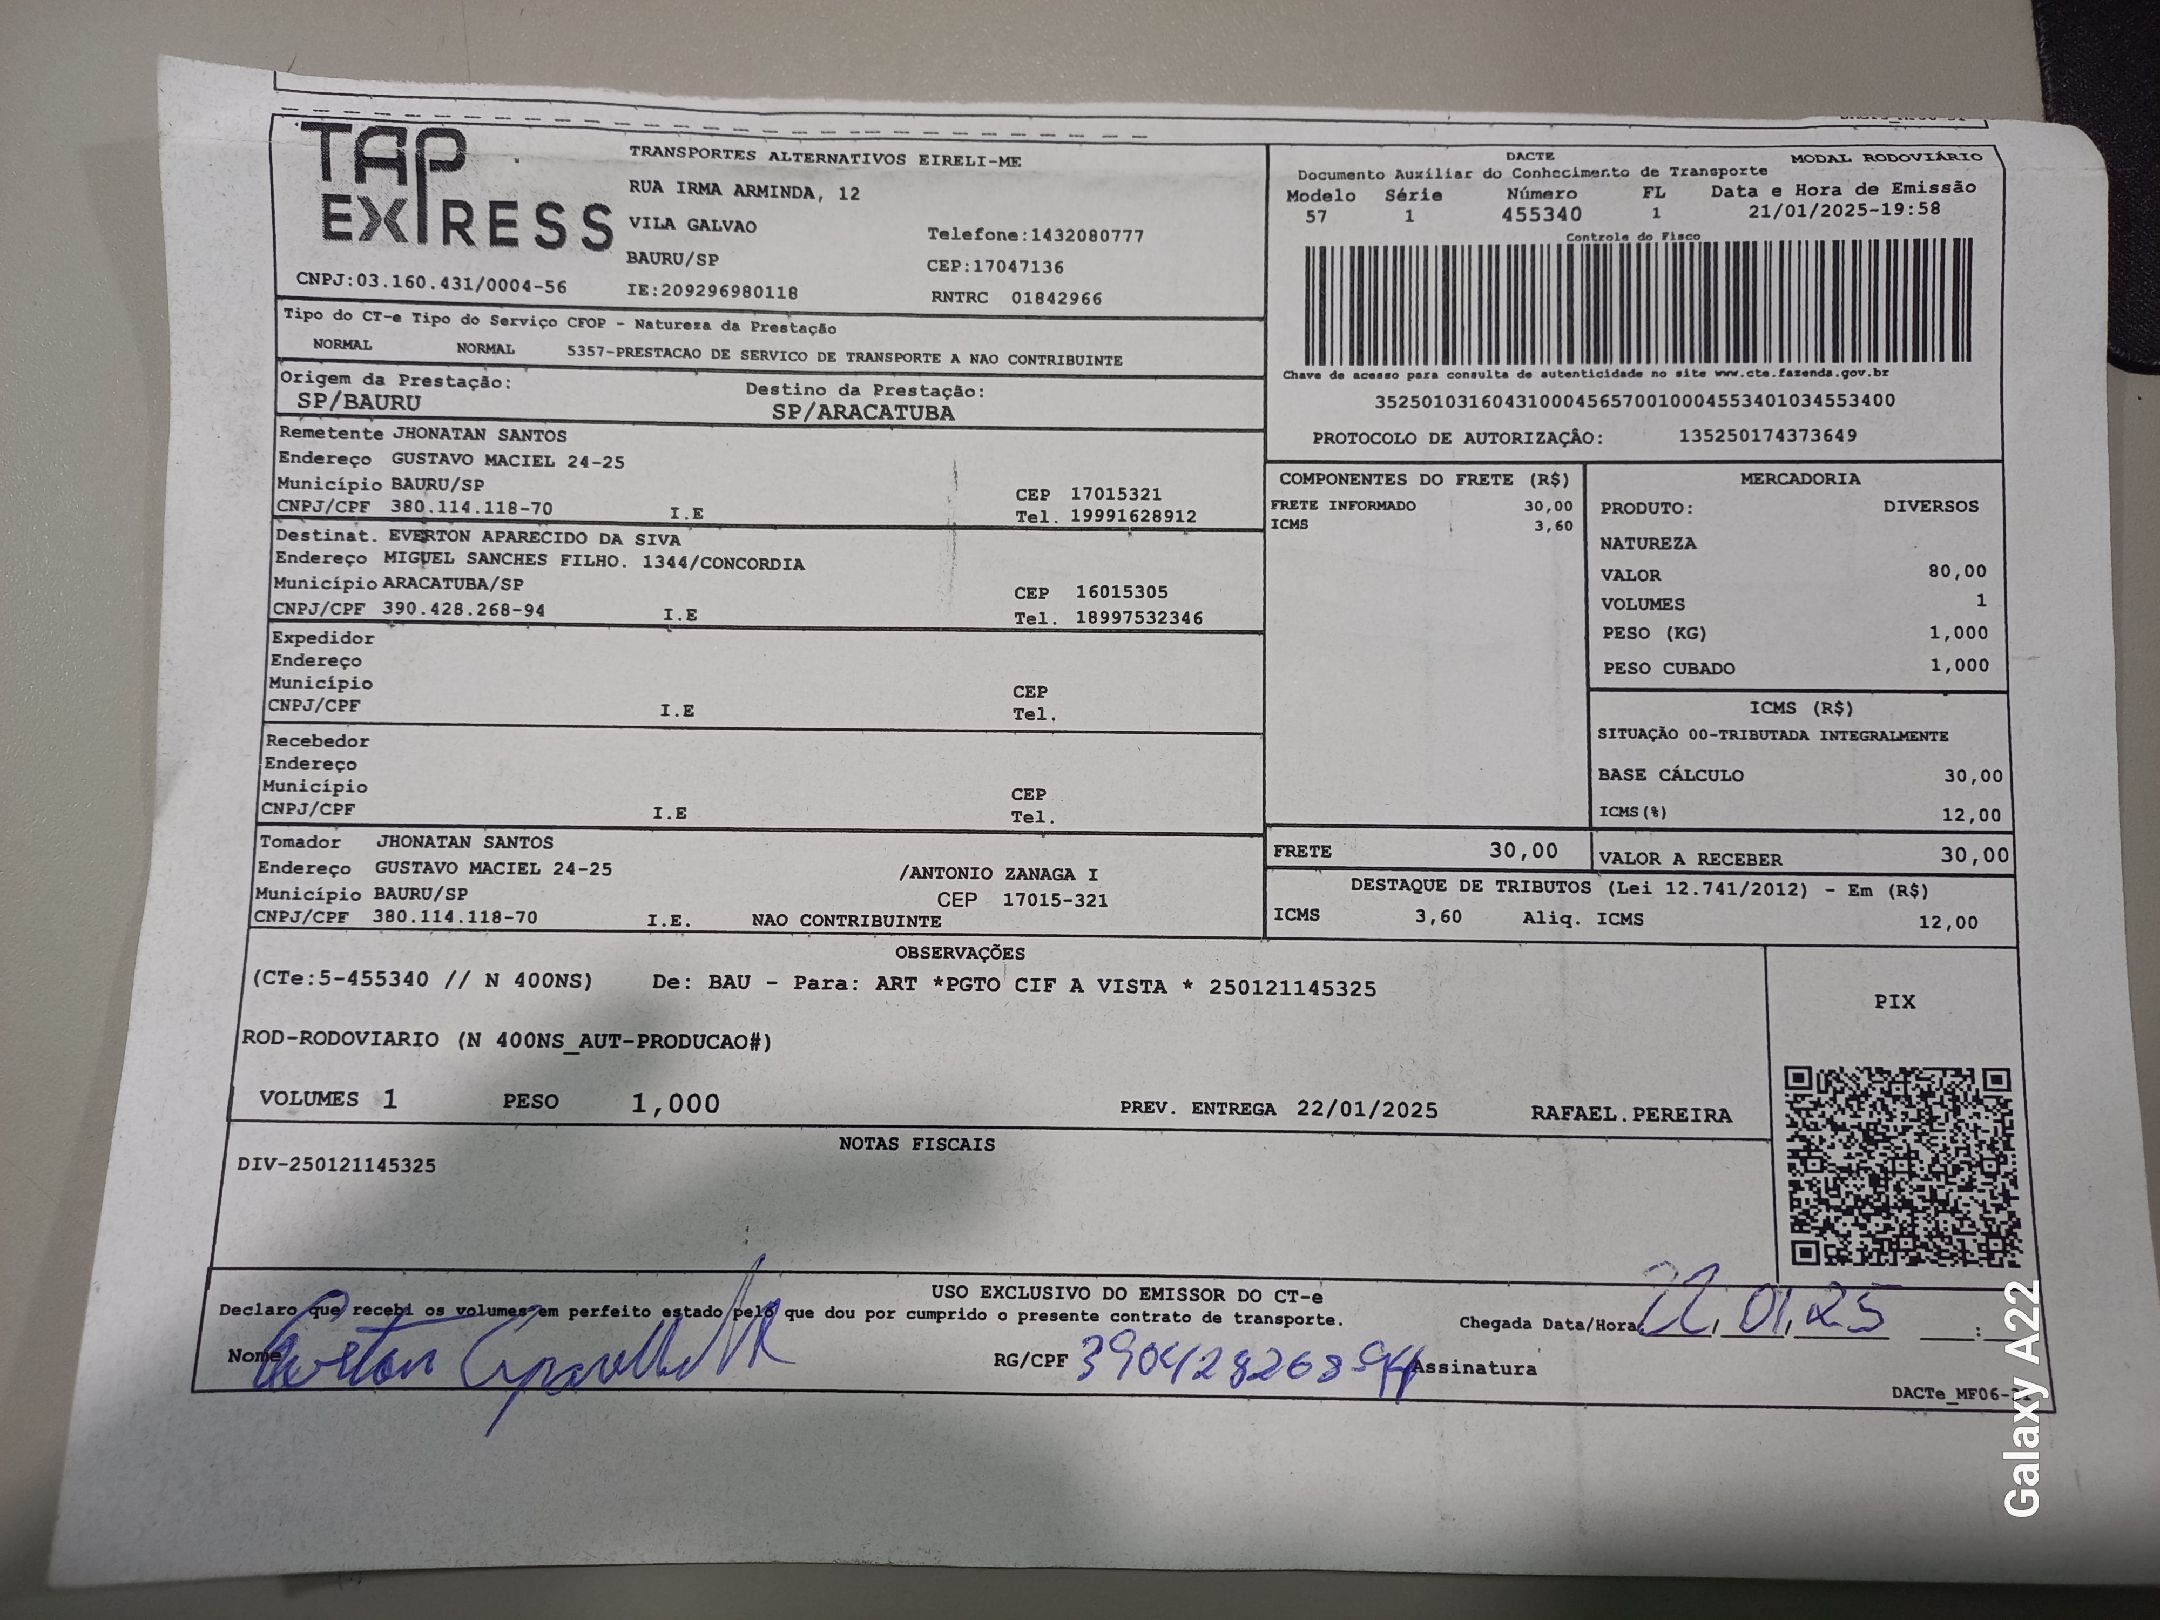 TAP EXPRESS
CNPJ:03.160.431/0004-56
TRANSPORTES ALTERNATIVOS EIRELI-ME
RUA IRMA ARMINDA, 12
VILA GALVAO
Telefone:1432080777
BAURU/SP
CEP:17047136
IE:209296980118
RNTRC 01842966
DACTE
MODAL RODOVIÁRIO
Documento Auxiliar do Conhecimento de Transporte
Modelo Série Número FL Data e Hora de Emissão
57 1 455340 1 21/01/2025-19:58
Controle do Fisco
Chave de acesso para consulta de autenticidade no site www.cte.fazenda.gov.br
35250103160431000456570010004553401034553400
PROTOCOLO DE AUTORIZAÇÂO: 135250174373649
Tipo do CT-e Tipo do Serviço CFOP - Natureza da Prestação
NORMAL NORMAL 5357-PRESTACAO DE SERVICO DE TRANSPORTE A NAO CONTRIBUINTE
Origem da Prestação: Destino da Prestação:
SP/BAURU SP/ARACATUBA
Remetente JHONATAN SANTOS
Endereço GUSTAVO MACIEL 24-25
Município BAURU/SP CEP 17015321
CNPJ/CPF 380.114.118-70 I.E Tel. 19991628912
Destinat. EVERTON APARECIDO DA SIVA
Endereço MIGUEL SANCHES FILHO. 1344/CONCORDIA
Município ARACATUBA/SP CEP 16015305
CNPJ/CPF 390.428.268-94 I.E Tel. 18997532346
Expedidor
Endereço
Município CEP
CNPJ/CPF I.E Tel.
Recebedor
Endereço
Município CEP
CNPJ/CPF I.E Tel.
Tomador JHONATAN SANTOS
Endereço GUSTAVO MACIEL 24-25 /ANTONIO ZANAGA I
Município BAURU/SP CEP 17015-321
CNPJ/CPF 380.114.118-70 I.E. NAO CONTRIBUINTE
COMPONENTES DO FRETE (R$)
FRETE INFORMADO 30,00
ICMS 3,60
MERCADORIA
PRODUTO: DIVERSOS
NATUREZA
VALOR 80,00
VOLUMES 1
PESO (KG) 1,000
PESO CUBADO 1,000
ICMS (R$)
SITUAÇÃO 00-TRIBUTADA INTEGRALMENTE
BASE CÁLCULO 30,00
ICMS(%) 12,00
FRETE 30,00 VALOR A RECEBER 30,00
DESTAQUE DE TRIBUTOS (Lei 12.741/2012) - Em (R$)
ICMS 3,60 Aliq. ICMS 12,00
OBSERVAÇÕES
(CTe:5-455340 // N 400NS) De: BAU - Para: ART *PGTO CIF A VISTA * 250121145325
ROD-RODOVIARIO (N 400NS_AUT-PRODUCAO#)
VOLUMES 1 PESO 1,000 PREV. ENTREGA 22/01/2025 RAFAEL.PEREIRA
PIX
NOTAS FISCAIS
DIV-250121145325
USO EXCLUSIVO DO EMISSOR DO CT-e
Declaro que recebi os volumes em perfeito estado pelo que dou por cumprido o presente contrato de transporte.
Chegada Data/Hora 22,01,25 :
Nome RG/CPF 39042826894 Assinatura
DACTe_MF06-
Galaxy A22